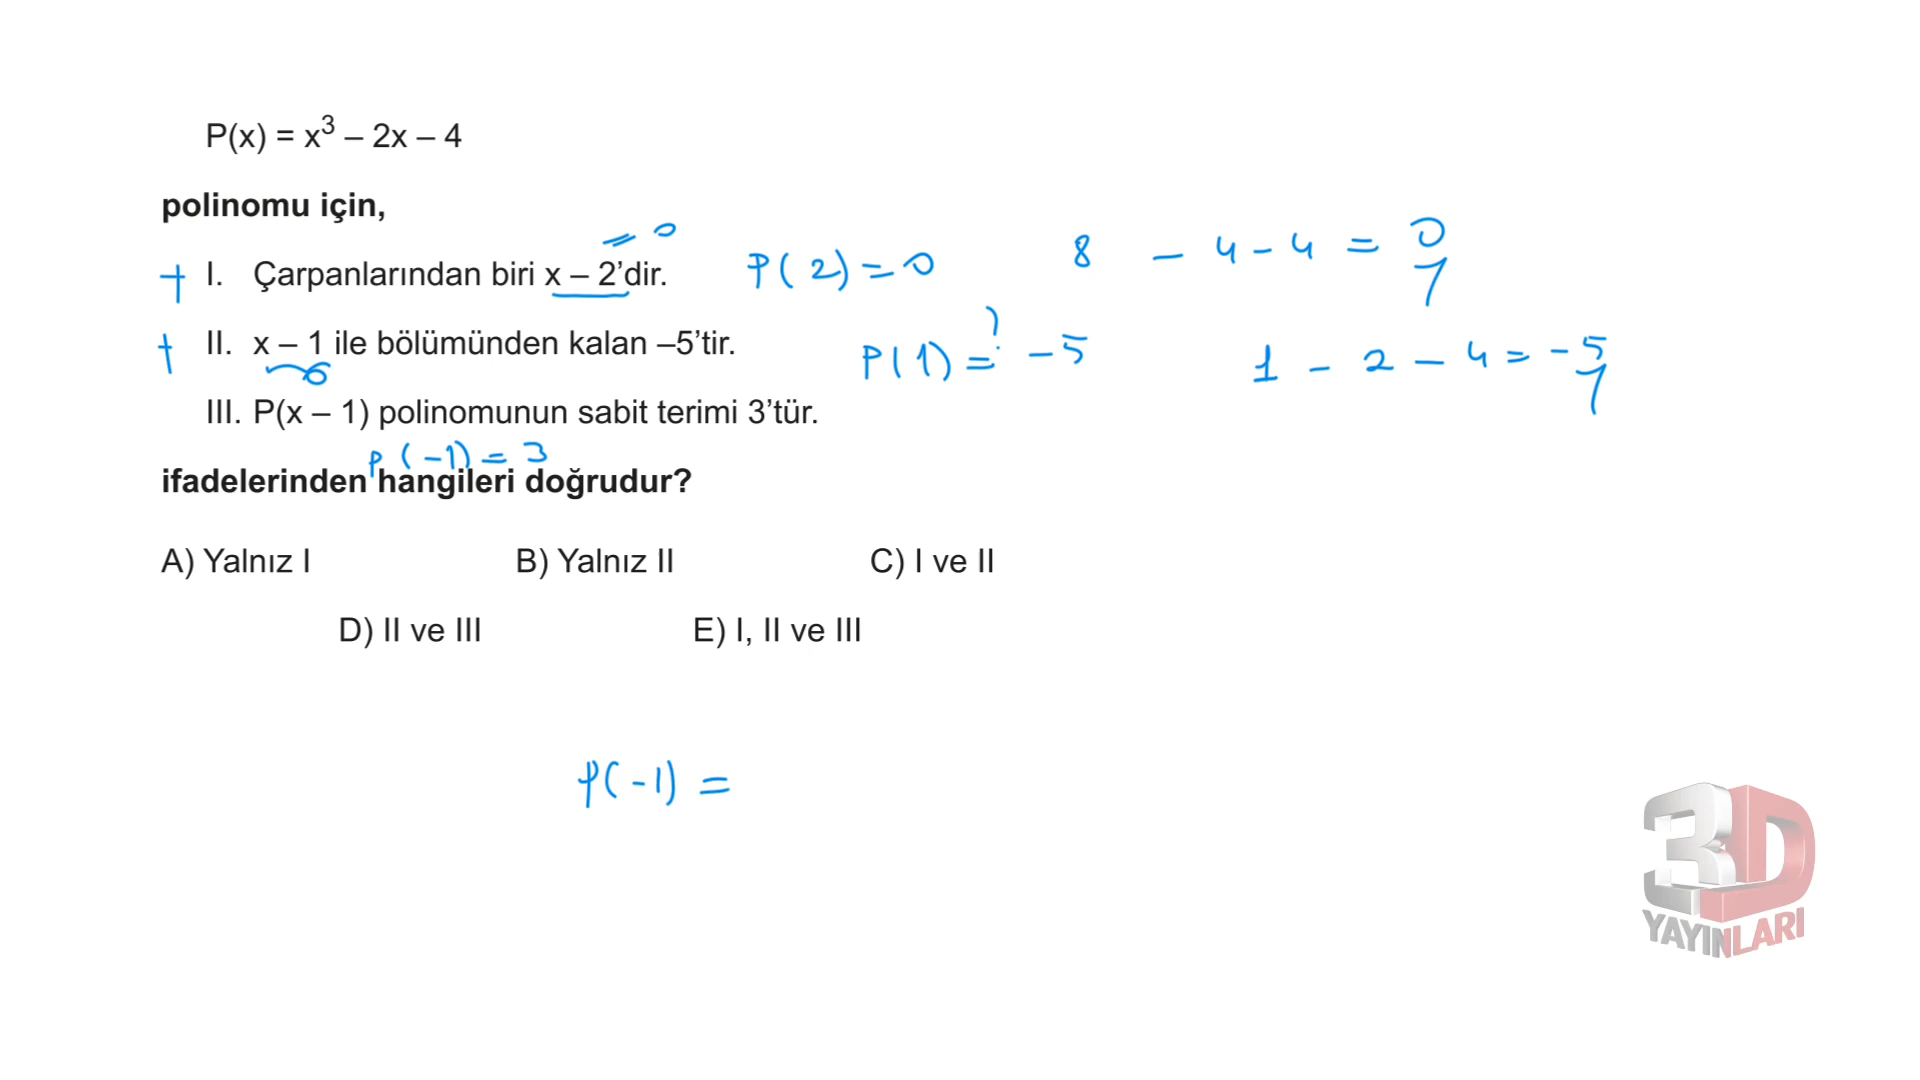 P(x) = x³ – 2x – 4
polinomu için,
= 0
+ I. Çarpanlarından biri x – 2’dir. P(2) = 0 8 – 4 – 4 = 0
+ II. x – 1 ile bölümünden kalan –5’tir. P(1) =? –5 1 – 2 – 4 = –5
III. P(x – 1) polinomunun sabit terimi 3’tür.
P(–1) = 3
ifadelerinden hangileri doğrudur?
A) Yalnız I B) Yalnız II C) I ve II
D) II ve III E) I, II ve III
P(–1) =
3D
YAYINLARI